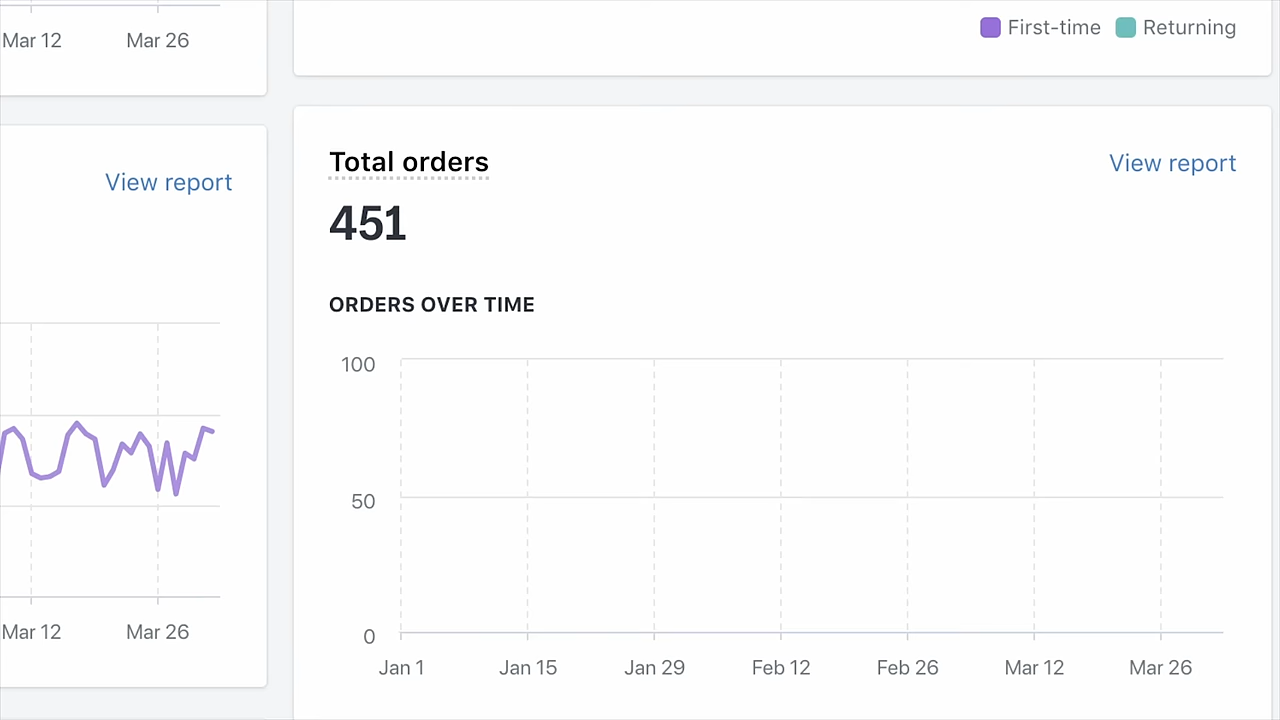 Mar 12 Mar 26
First-time Returning
View report
Mar 12 Mar 26
Total orders
View report
451
ORDERS OVER TIME
100
50
0
Jan 1 Jan 15 Jan 29 Feb 12 Feb 26 Mar 12 Mar 26